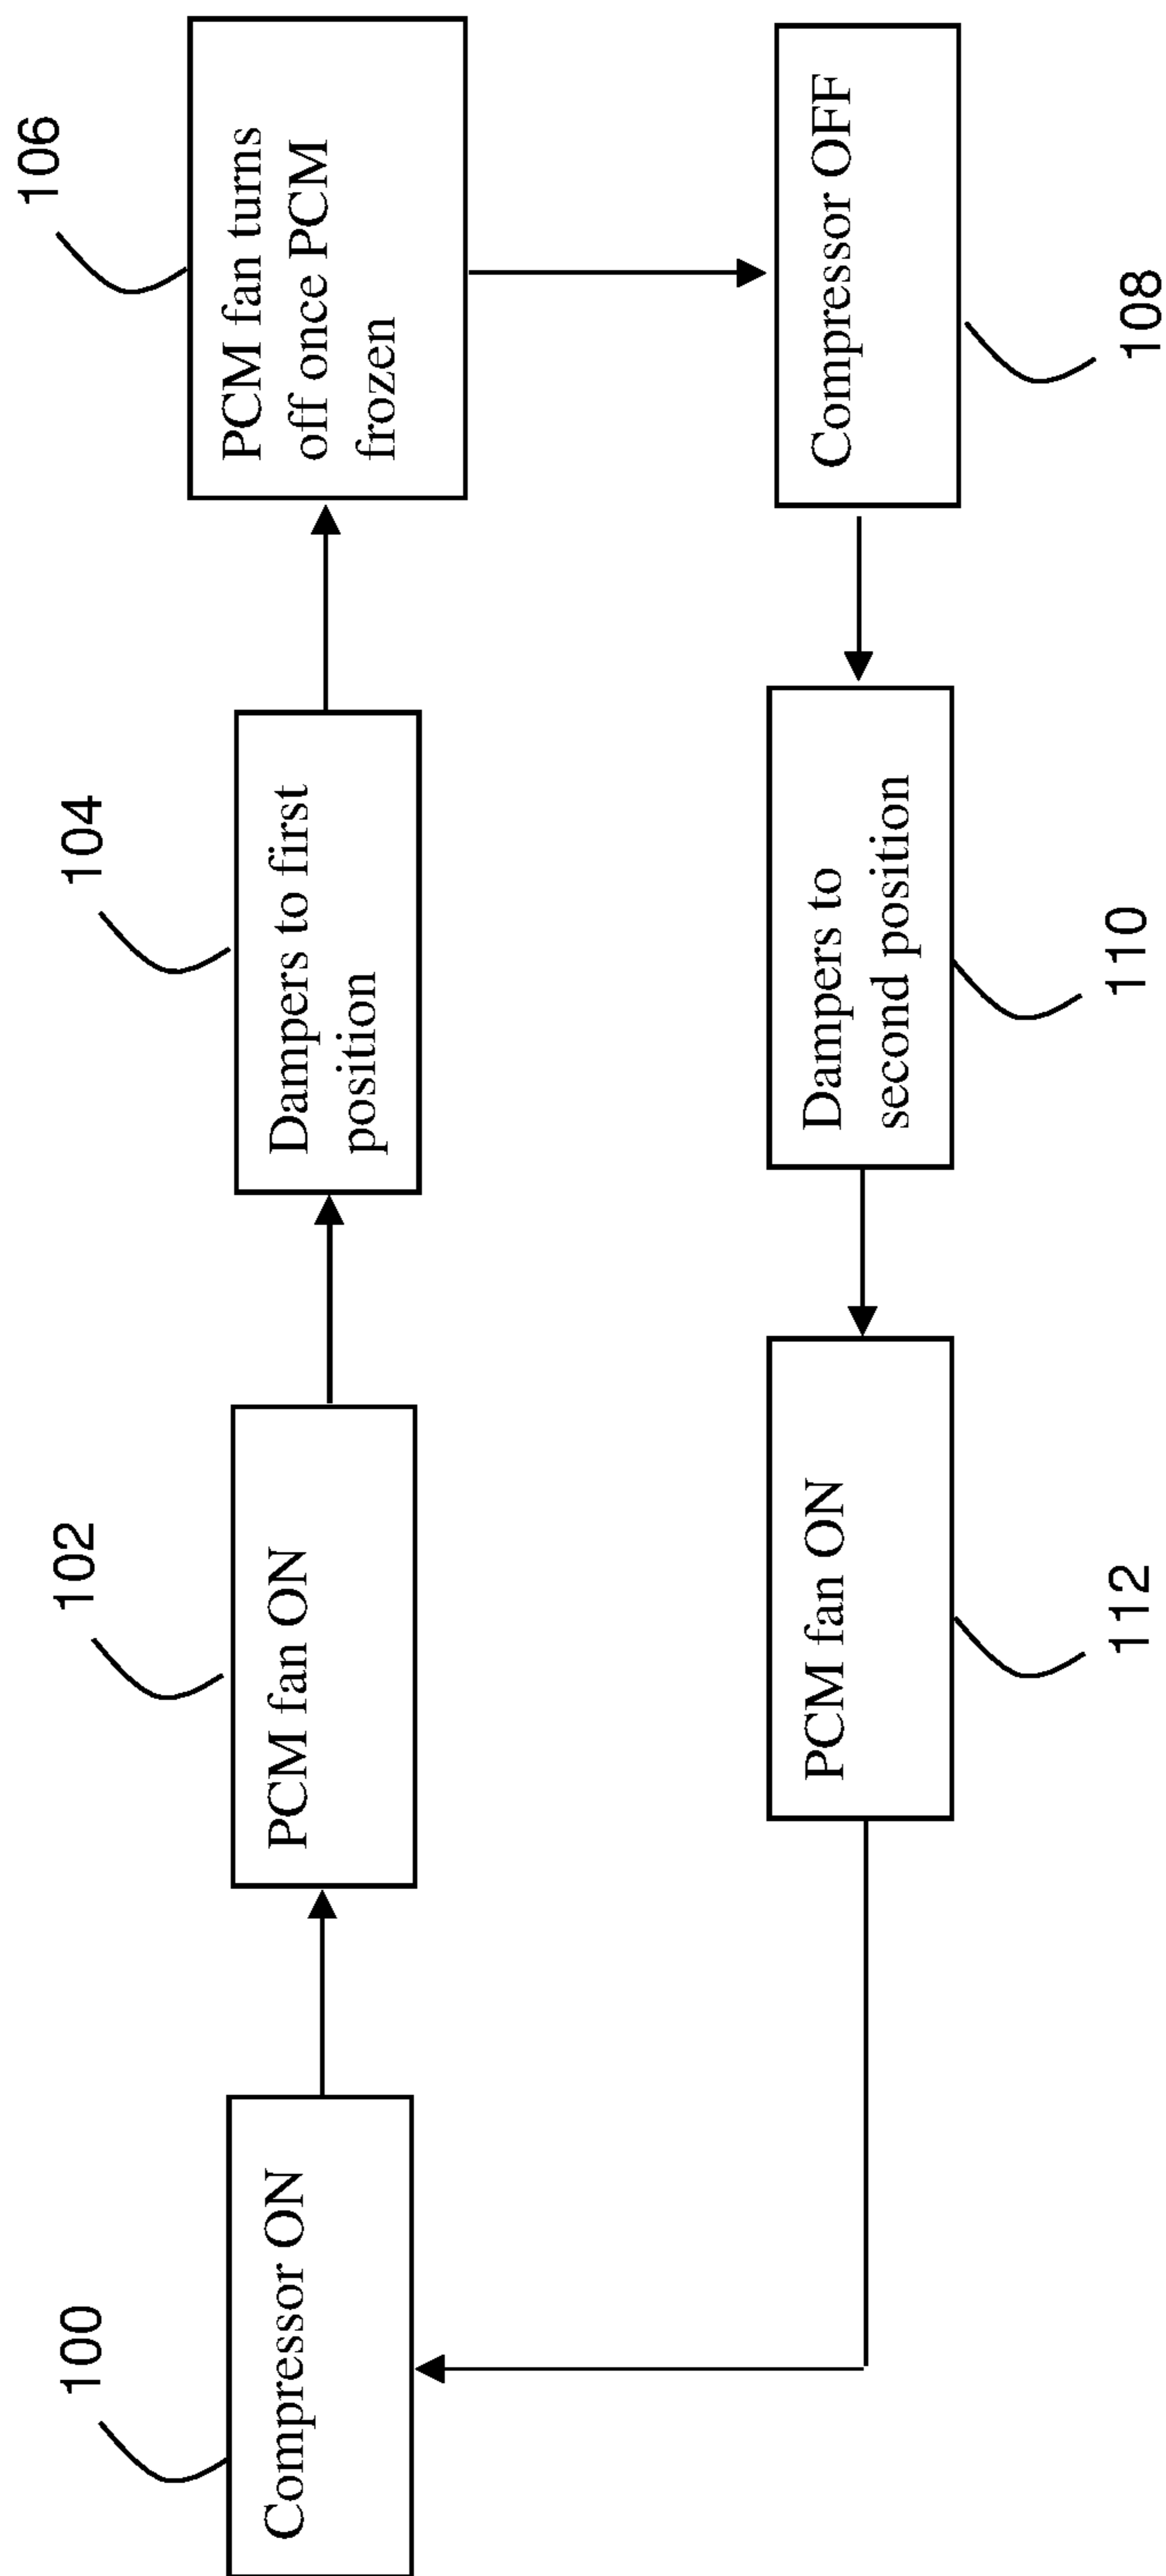 100
Compressor ON
102
PCM fan ON
104
Dampers to first
position
106
PCM fan turns
off once PCM
frozen
Compressor OFF
108
Dampers to
second position
110
PCM fan ON
112